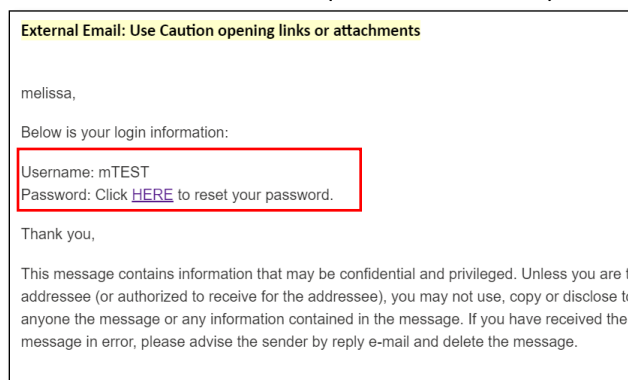 External Email: Use Caution opening links or attachments
melissa,
Below is your login information:
Username: mTEST
Password: Click HERE to reset your password.
Thank you,
This message contains information that may be confidential and privileged. Unless you are
addressee (or authorized to receive for the addressee), you may not use, copy or disclose
anyone the message or any information contained in the message. If you have received the
message in error, please advise the sender by reply e-mail and delete the message.